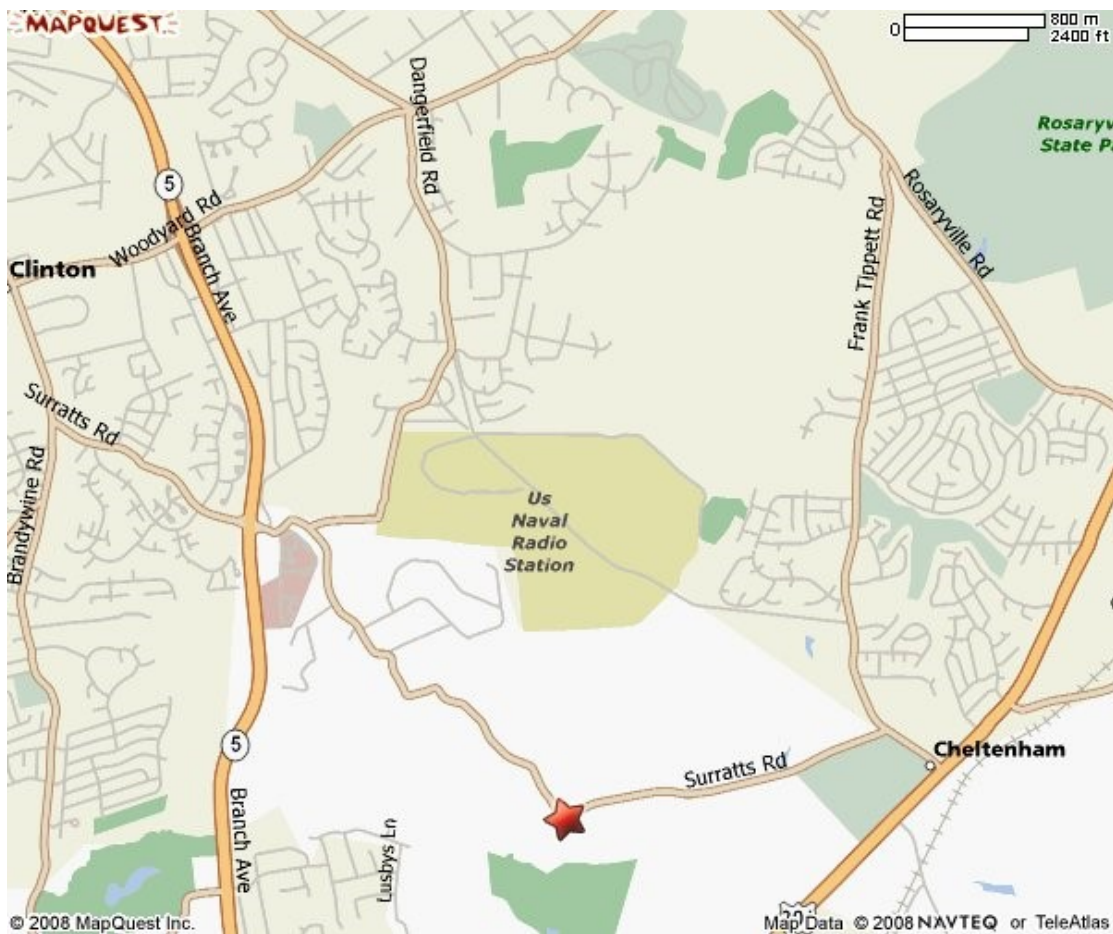 MAPQUEST
0
800 m
2400 ft
Dangerfield Rd
Rosaryv
State Pa
5
Woodyard Rd
Branch Ave
Clinton
Frank Tippett Rd
Rosaryville Rd
Surratts Rd
Brandywine Rd
Us
Naval
Radio
Station
5
Cheltenham
Surratts Rd
Branch Ave
Lusbys Ln
© 2008 MapQuest Inc.
Map Data © 2008 NAVTEQ or TeleAtlas